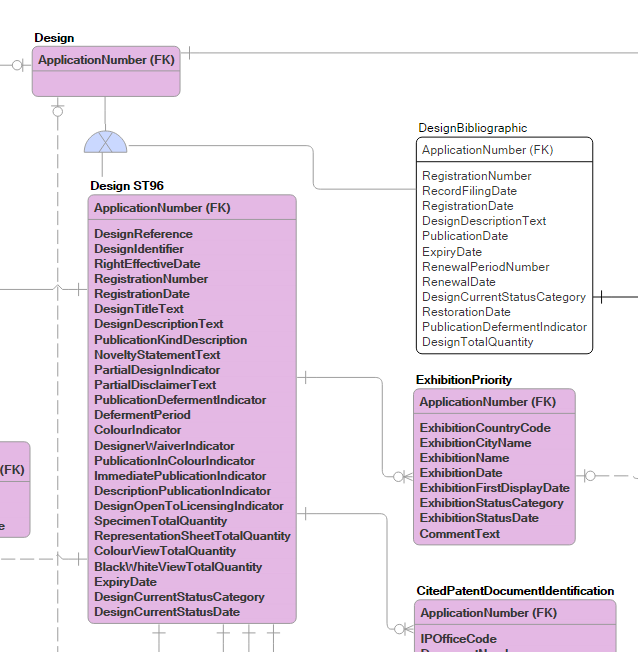 Design
ApplicationNumber (FK)
DesignBibliographic
ApplicationNumber (FK)
RegistrationNumber
RecordFilingDate
RegistrationDate
DesignDescriptionText
PublicationDate
ExpiryDate
RenewalPeriodNumber
RenewalDate
DesignCurrentStatusCategory
RestorationDate
PublicationDefermentIndicator
DesignTotalQuantity
Design ST96
ApplicationNumber (FK)
DesignReference
DesignIdentifier
RightEffectiveDate
RegistrationNumber
RegistrationDate
DesignTitleText
DesignDescriptionText
PublicationKindDescription
NoveltyStatementText
PartialDesignIndicator
PartialDisclaimerText
PublicationDefermentIndicator
DefermentPeriod
ColourIndicator
DesignerWaiverIndicator
PublicationInColourIndicator
ImmediatePublicationIndicator
DescriptionPublicationIndicator
DesignOpenToLicensingIndicator
SpecimenTotalQuantity
RepresentationSheetTotalQuantity
ColourViewTotalQuantity
BlackWhiteViewTotalQuantity
ExpiryDate
DesignCurrentStatusCategory
DesignCurrentStatusDate
ExhibitionPriority
ApplicationNumber (FK)
ExhibitionCountryCode
ExhibitionCityName
ExhibitionName
ExhibitionDate
ExhibitionFirstDisplayDate
ExhibitionStatusCategory
ExhibitionStatusDate
CommentText
(FK)
e
CitedPatentDocumentIdentification
ApplicationNumber (FK)
IPOfficeCode